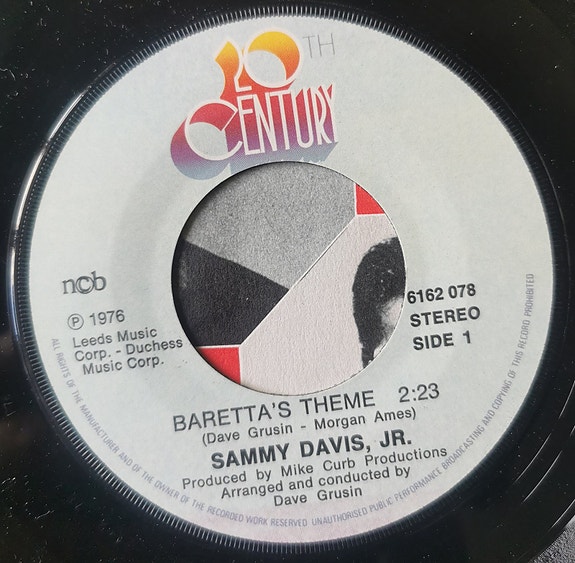 20TH
CENTURY
ncb
℗ 1976
Leeds Music
Corp. - Duchess
Music Corp.
6162 078
STEREO
SIDE 1
BARETTA'S THEME 2:23
(Dave Grusin - Morgan Ames)
SAMMY DAVIS, JR.
Produced by Mike Curb Productions
Arranged and conducted by
Dave Grusin
ALL RIGHTS OF THE MANUFACTURER AND OF THE OWNER OF THE RECORDED WORK RESERVED UNAUTHORISED PUBLIC PERFORMANCE BROADCASTING AND COPYING OF THIS RECORD PROHIBITED